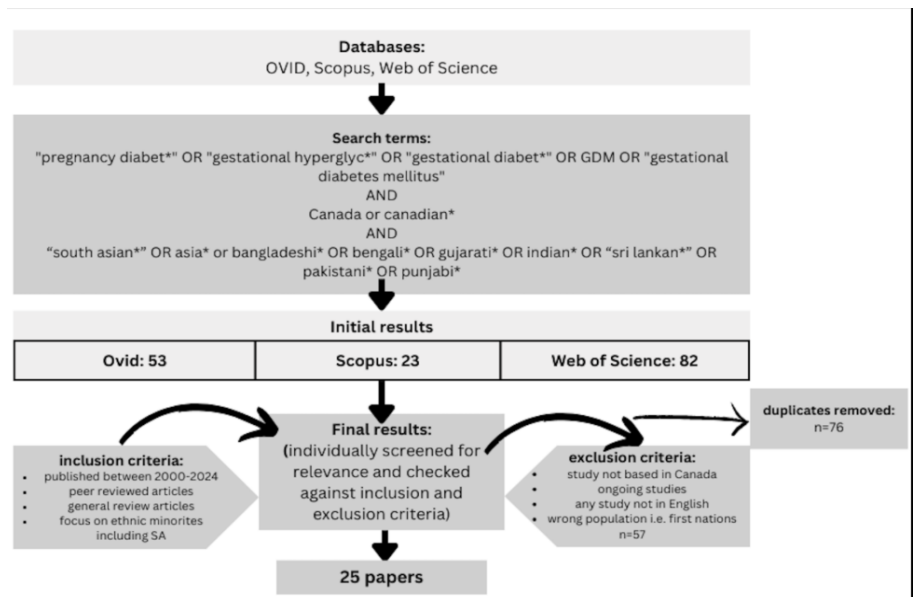 Databases:
OVID, Scopus, Web of Science
Search terms:
"pregnancy diabet*" OR "gestational hyperglyc*" OR "gestational diabet*" OR GDM OR "gestational
diabetes mellitus"
AND
Canada or canadian*
AND
“south asian*” OR asia* or bangladeshi* OR bengali* OR gujarati* OR indian* OR “sri lankan*” OR
pakistani* OR punjabi*
Initial results
Ovid: 53
Scopus: 23
Web of Science: 82
duplicates removed:
n=76
Final results:
(individually screened for
relevance and checked
against inclusion and
exclusion criteria)
inclusion criteria:
• published between 2000-2024
• peer reviewed articles
• general review articles
• focus on ethnic minorites
including SA
exclusion criteria:
• study not based in Canada
• ongoing studies
• any study not in English
• wrong population i.e. first nations
n=57
25 papers